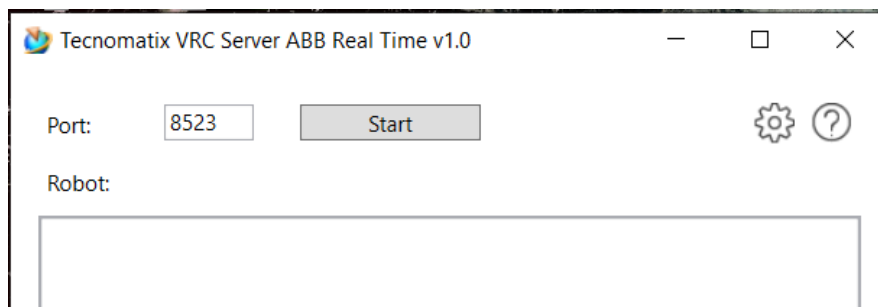 Tecnomatix VRC Server ABB Real Time v1.0
Port: 8523 Start
Robot: